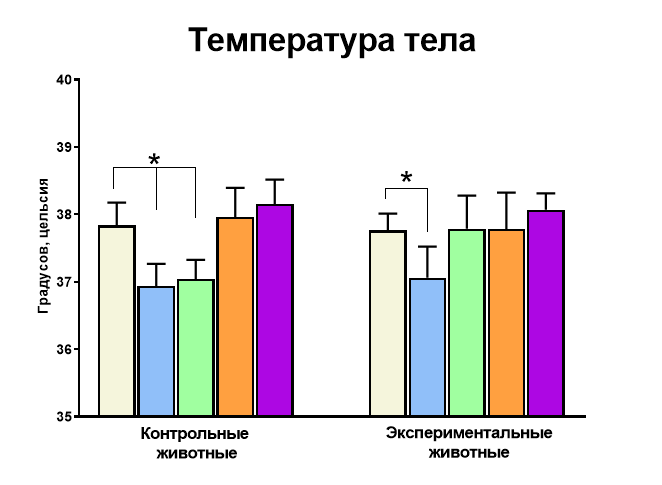 Температура тела
40
39
38
37
36
35
Градусов, цельсия
*
*
Контрольные
животные
Экспериментальные
животные